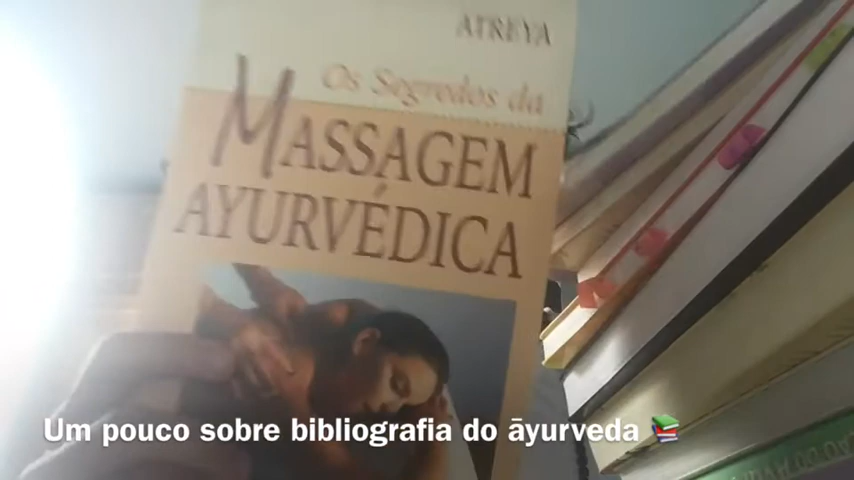 ATREYA
Os Segredos da
MASSAGEM
AYURVÉDICA
Um pouco sobre bibliografia do āyurveda 📚